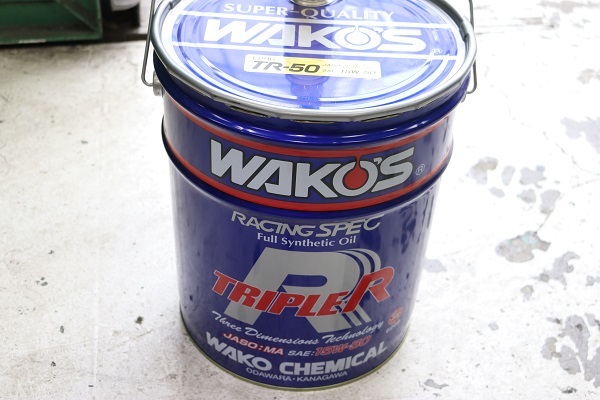 SUPER-QUALITY
WAKO'S
TR-50
SAE:15W-50
WAKO'S ®
RACING SPEC
Full Synthetic Oil
R
TRIPLE R
Three Dimensions Technology
JASO:MA SAE:15W-50
WAKO CHEMICAL
ODAWARA・KANAGAWA